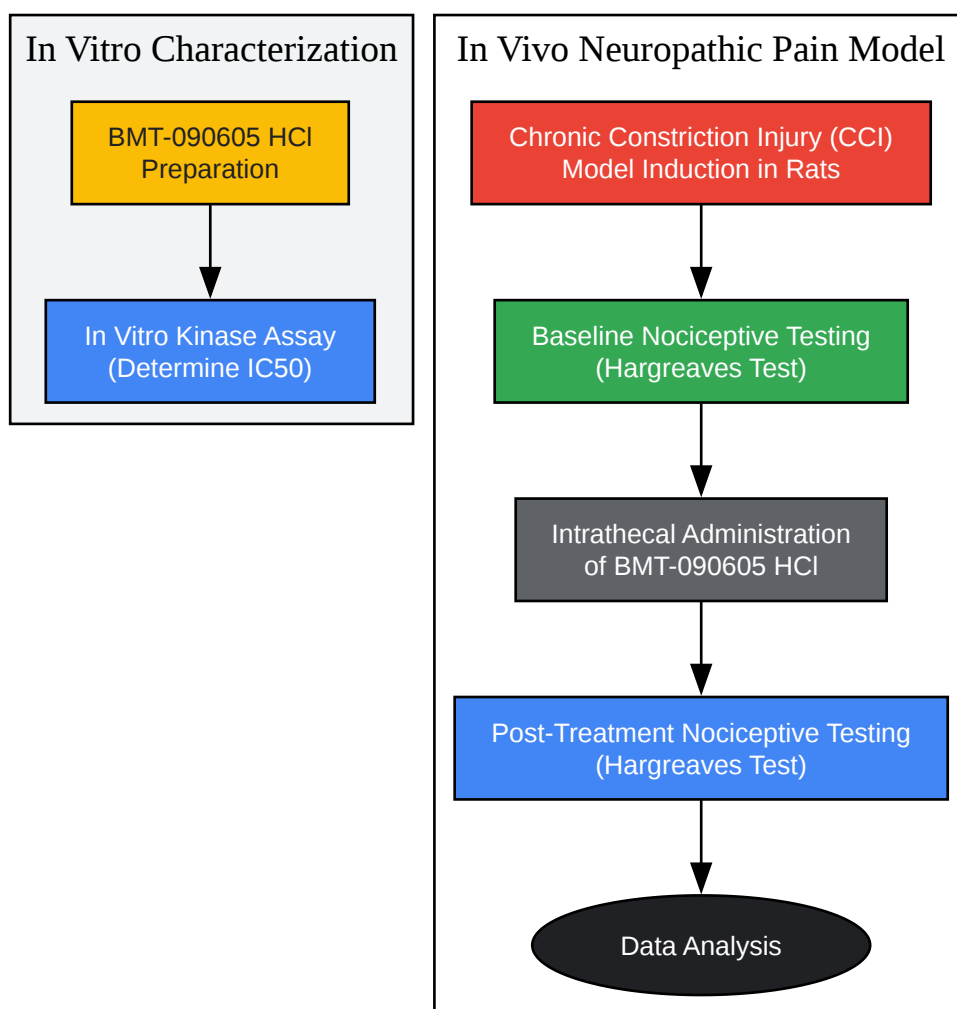 In Vitro Characterization
BMT-090605 HCl
Preparation
In Vitro Kinase Assay
(Determine IC50)
In Vivo Neuropathic Pain Model
Chronic Constriction Injury (CCI)
Model Induction in Rats
Baseline Nociceptive Testing
(Hargreaves Test)
Intrathecal Administration
of BMT-090605 HCl
Post-Treatment Nociceptive Testing
(Hargreaves Test)
Data Analysis